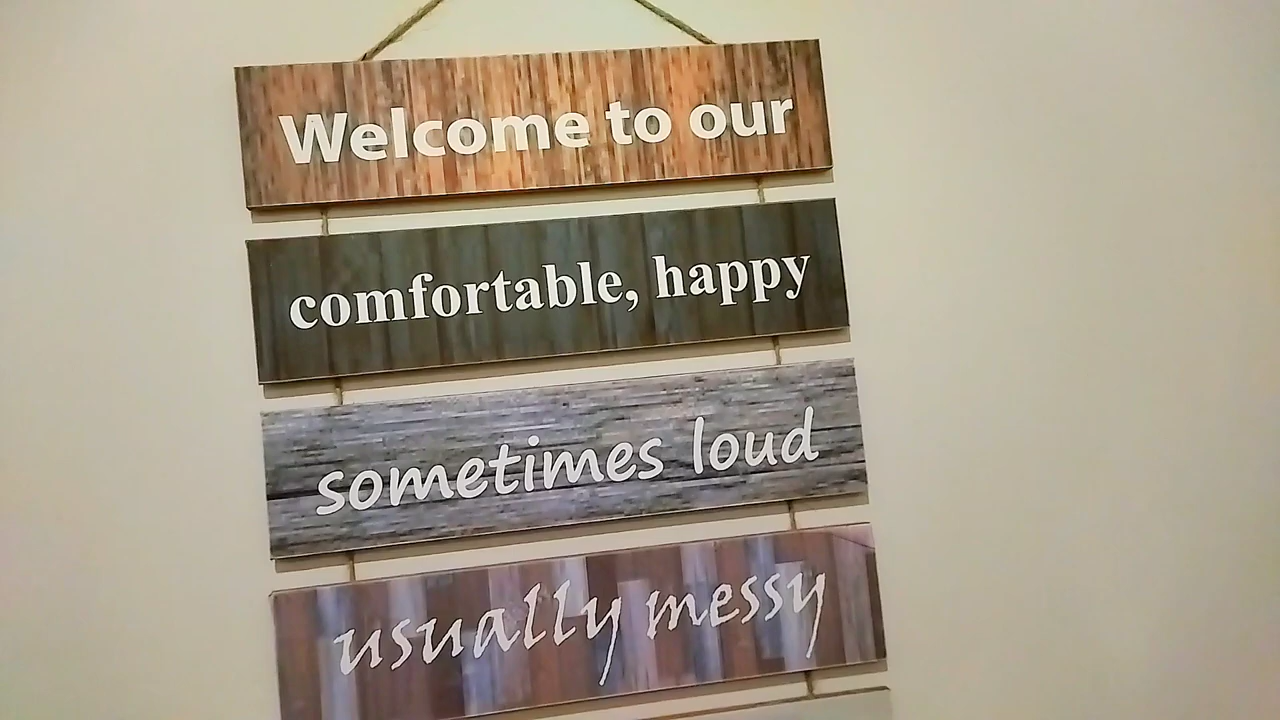 Welcome to our
comfortable, happy
sometimes loud
usually messy